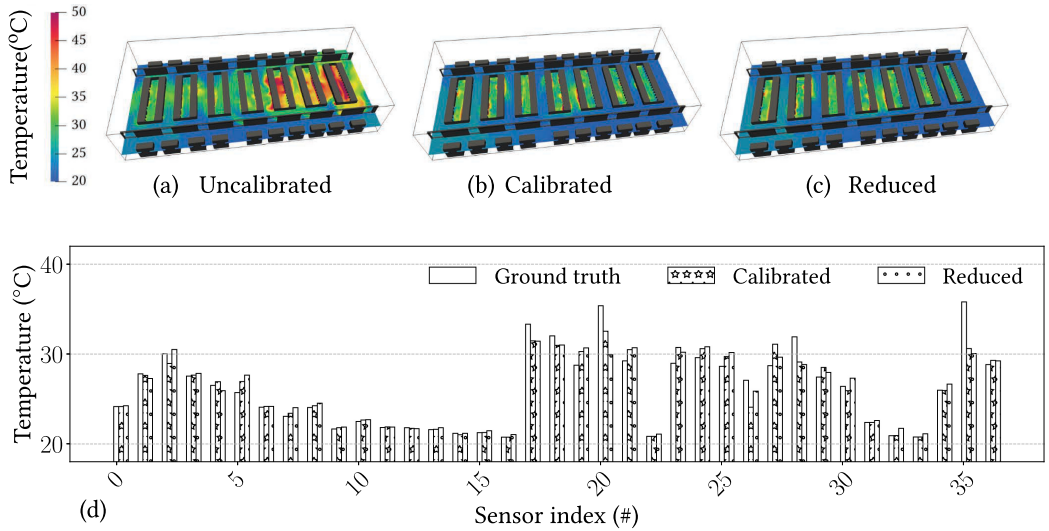 Temperature(°C)
50
45
40
35
30
25
20
(a) Uncalibrated
(b) Calibrated
(c) Reduced
Temperature (°C)
40
30
20
Ground truth
Calibrated
Reduced
0
5
10
15
20
25
30
35
(d)
Sensor index (#)